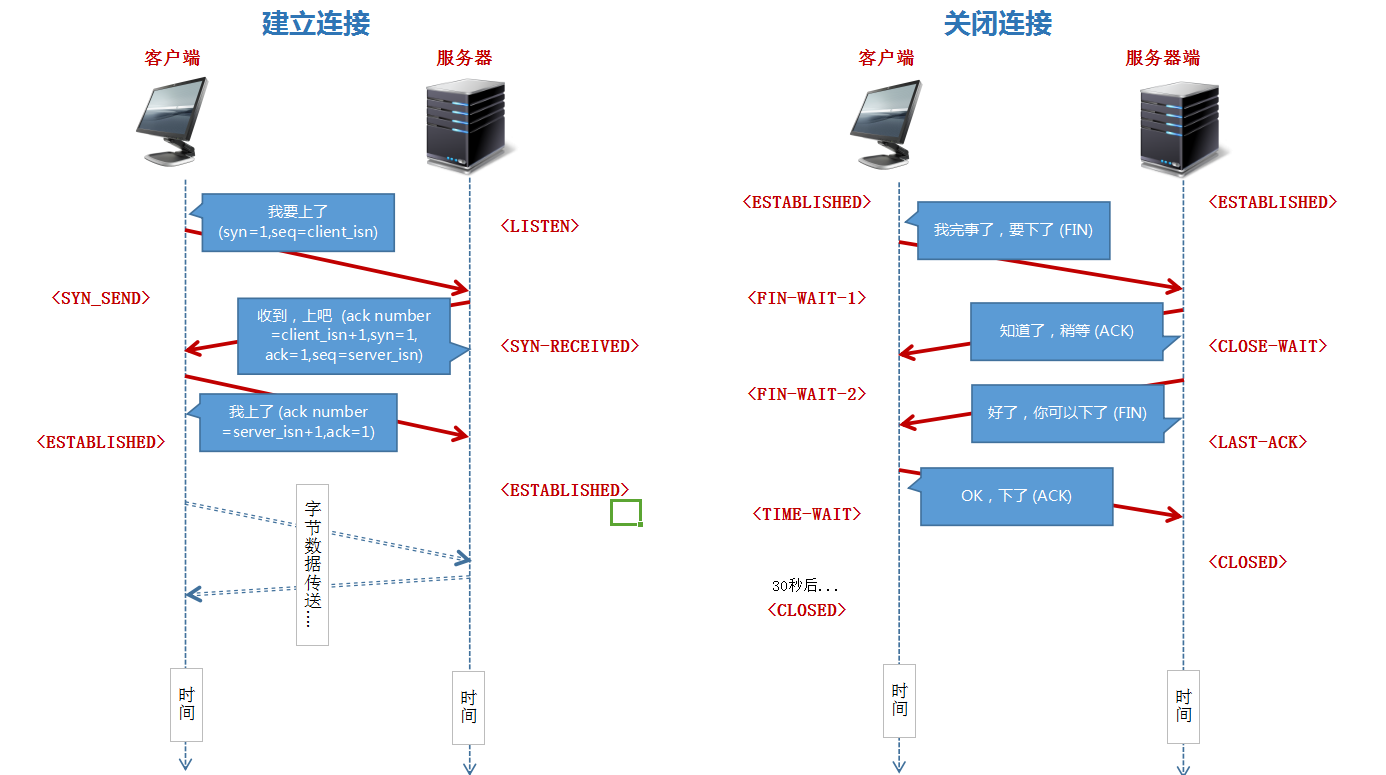 建立连接
客户端
服务器
我要上了
(syn=1,seq=client_isn)
<LISTEN>
<SYN_SEND>
收到，上吧 (ack number
=client_isn+1,syn=1,
ack=1,seq=server_isn)
<SYN-RECEIVED>
我上了 (ack number
=server_isn+1,ack=1)
<ESTABLISHED>
<ESTABLISHED>
字节数据传送…
时间
时间
关闭连接
客户端
服务器端
<ESTABLISHED>
<ESTABLISHED>
我完事了，要下了 (FIN)
<FIN-WAIT-1>
知道了，稍等 (ACK)
<CLOSE-WAIT>
<FIN-WAIT-2>
好了，你可以下了 (FIN)
<LAST-ACK>
OK，下了 (ACK)
<TIME-WAIT>
<CLOSED>
30秒后...
<CLOSED>
时间
时间